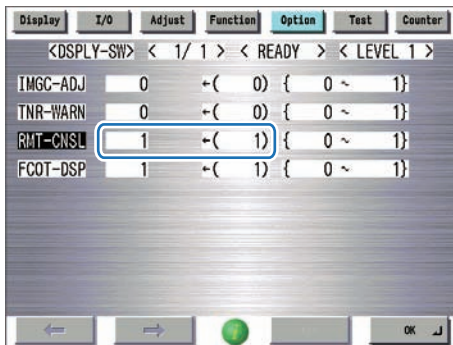 Display I/O Adjust Function Option Test Counter
<DSPLY-SW> < 1/ 1 > < READY > < LEVEL 1 >
IMGC-ADJ 0 ←( 0) { 0 ~ 1}
TNR-WARN 0 ←( 0) { 0 ~ 1}
RMT-CNSL 1 ←( 1) { 0 ~ 1}
FCOT-DSP 1 ←( 1) { 0 ~ 1}
OK